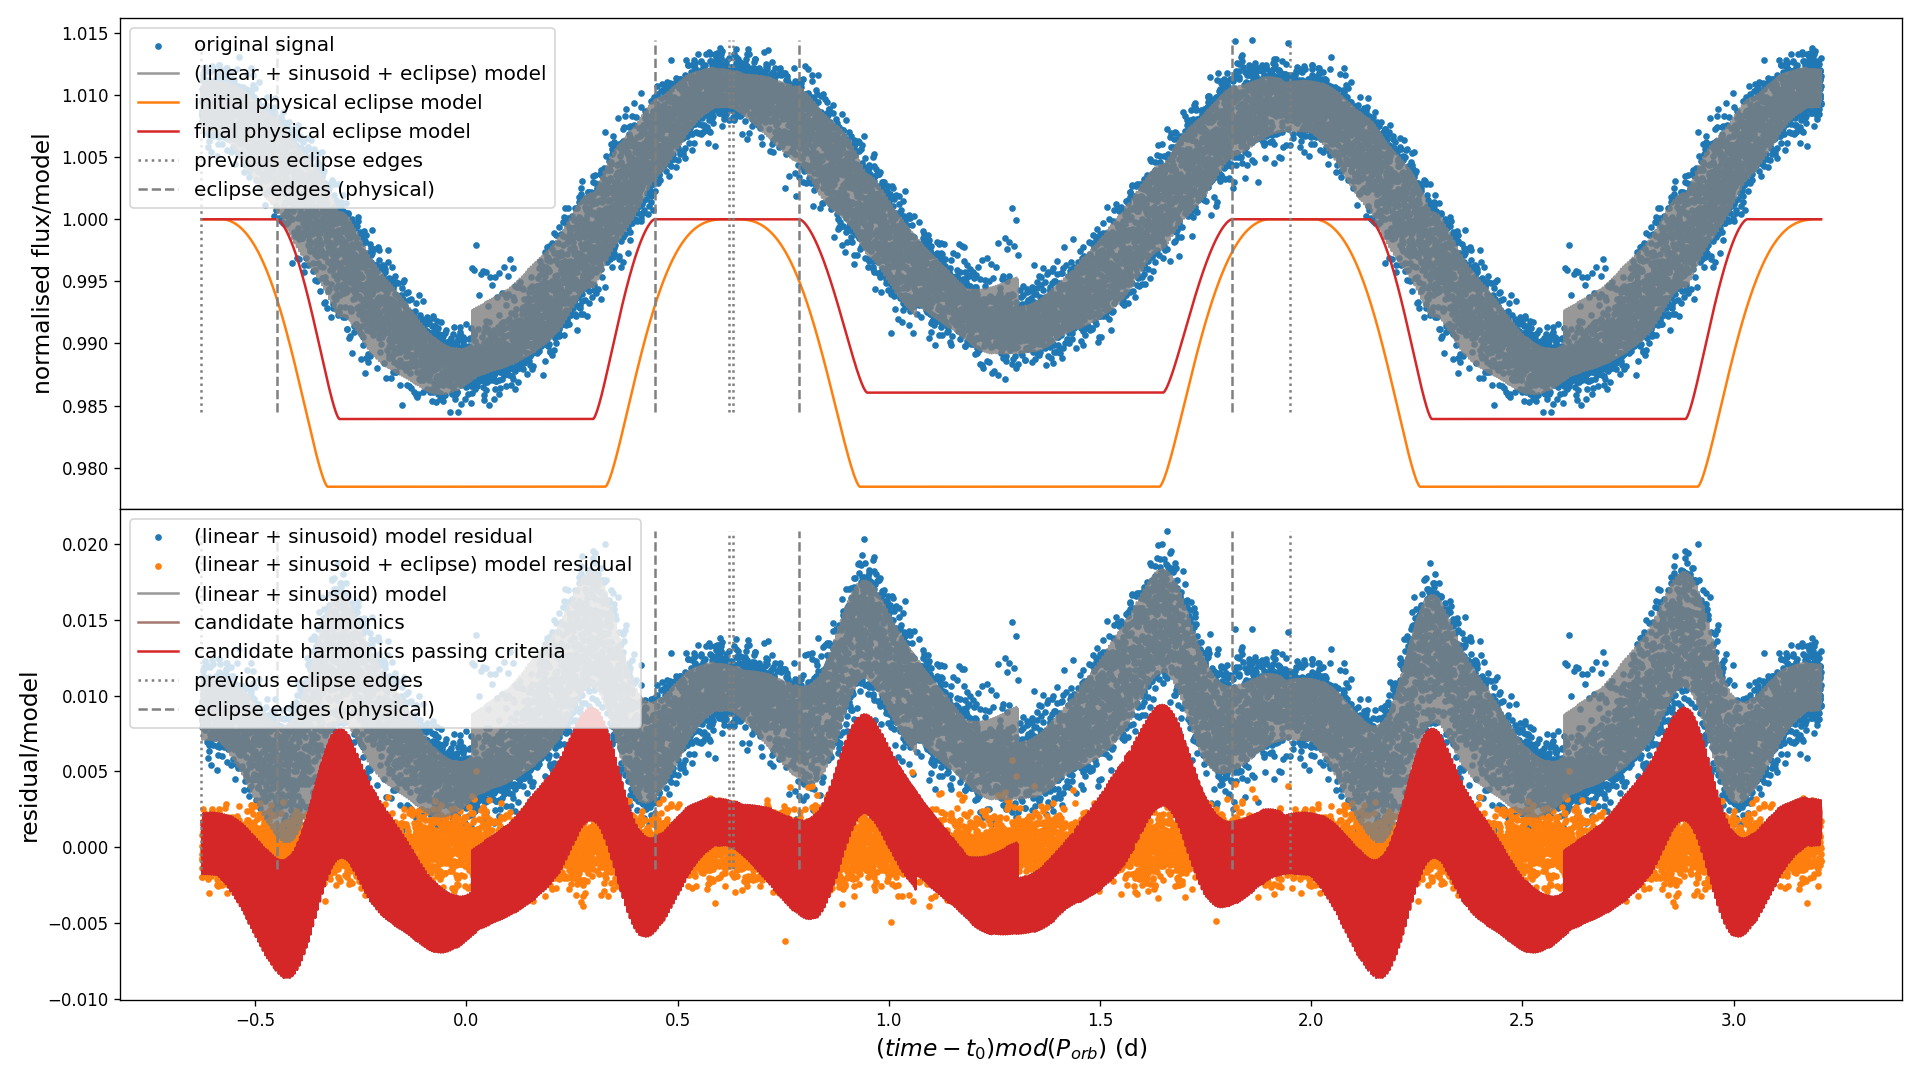 original signal
(linear + sinusoid + eclipse) model
initial physical eclipse model
final physical eclipse model
previous eclipse edges
eclipse edges (physical)
normalised flux/model
1.015
1.010
1.005
1.000
0.995
0.990
0.985
0.980
(linear + sinusoid) model residual
(linear + sinusoid + eclipse) model residual
(linear + sinusoid) model
candidate harmonics
candidate harmonics passing criteria
previous eclipse edges
eclipse edges (physical)
residual/model
0.020
0.015
0.010
0.005
0.000
−0.005
−0.010
−0.5 0.0 0.5 1.0 1.5 2.0 2.5 3.0
(time − t₀)mod(Pₒᵣb) (d)